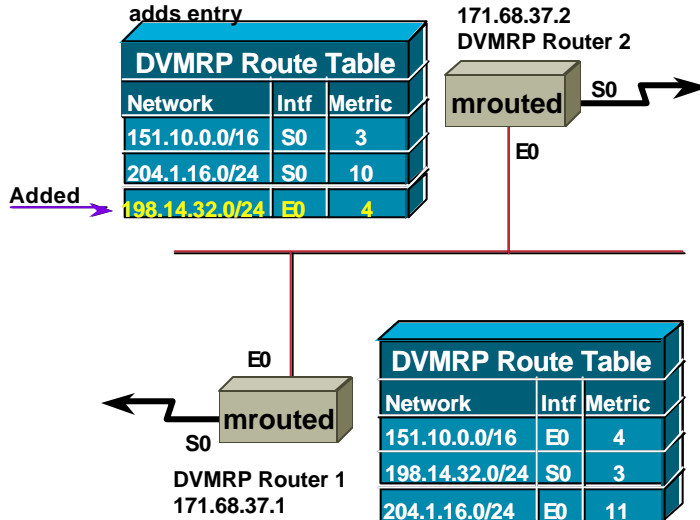 adds entry
DVMRP Route Table
Network Intf Metric
151.10.0.0/16 S0 3
204.1.16.0/24 S0 10
198.14.32.0/24 E0 4
Added
171.68.37.2
DVMRP Router 2
mrouted
S0
E0
E0
mrouted
S0
DVMRP Router 1
171.68.37.1
DVMRP Route Table
Network Intf Metric
151.10.0.0/16 E0 4
198.14.32.0/24 S0 3
204.1.16.0/24 E0 11